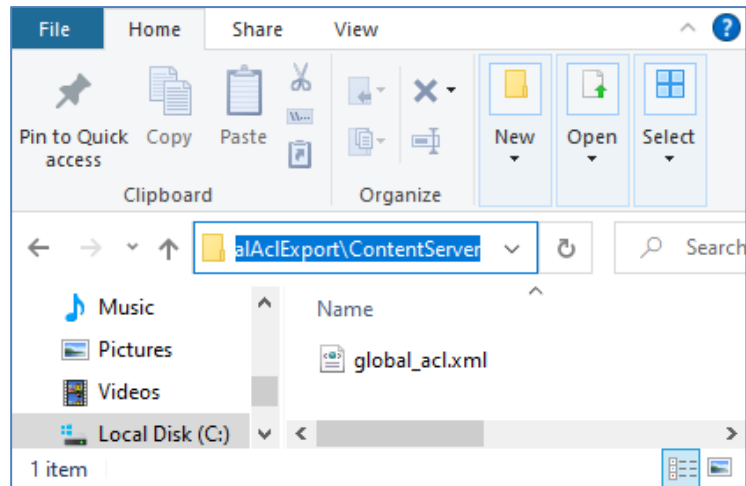 File Home Share View
Pin to Quick access Copy Paste New Open Select
Clipboard Organize
alAclExport\ContentServer Search
Music Name
Pictures global_acl.xml
Videos
Local Disk (C:)
1 item